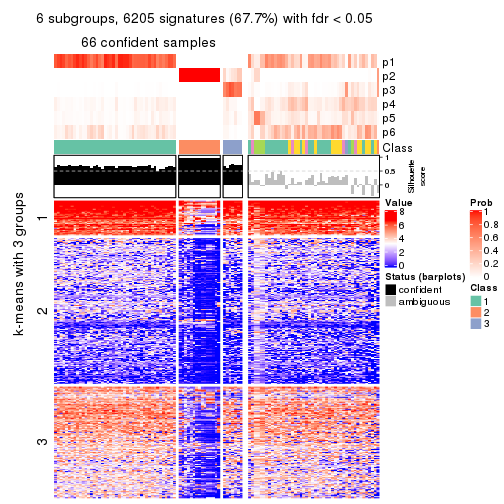 6 subgroups, 6205 signatures (67.7%) with fdr < 0.05
66 confident samples
p1
p2
p3
p4
p5
p6
Class
1
0.5
0
Silhouette
score
k-means with 3 groups
1
2
3
Value
8
6
4
2
0
Status (barplots)
confident
ambiguous
Prob
1
0.8
0.6
0.4
0.2
0
Class
1
2
3